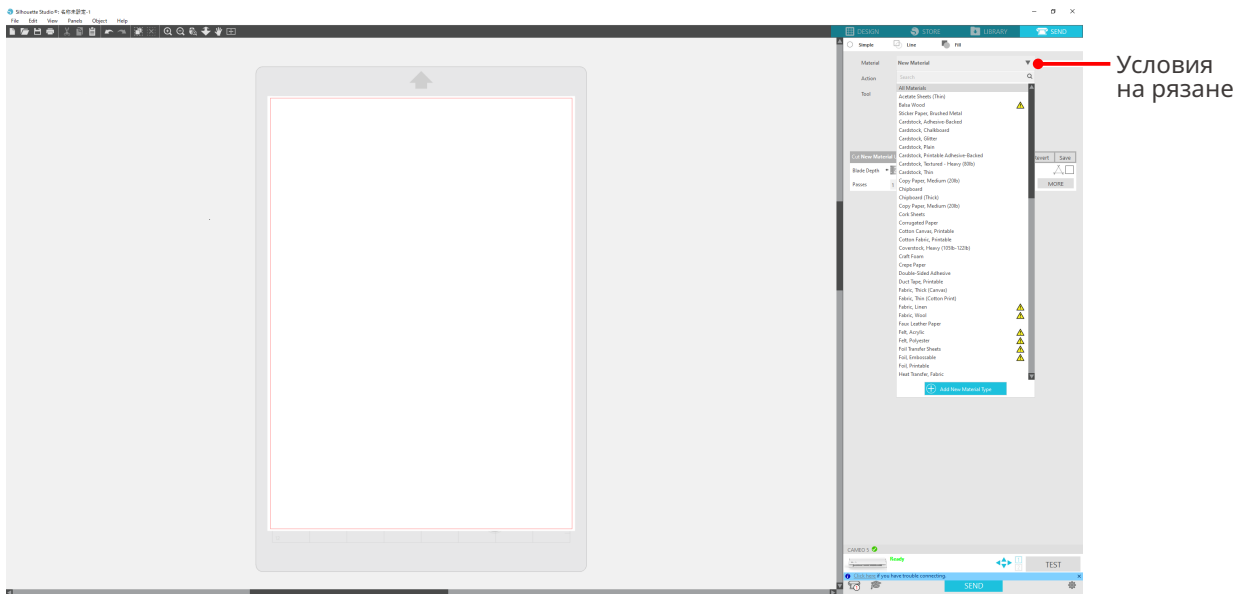 Silhouette Studio®: 名称未設定-1
File Edit View Panels Object Help
DESIGN STORE LIBRARY SEND
Simple Line Fill
Material New Material
Условия
на рязане
Action Search
All Materials
Tool
Acetate Sheets (Thin)
Balsa Wood
Sticker Paper, Brushed Metal
Cardstock, Adhesive-Backed
Cardstock, Chalkboard
Cardstock, Glitter
Cardstock, Plain
Cut New Material Cardstock, Printable Adhesive-Backed Revert Save
Cardstock, Textured - Heavy (80lb)
Blade Depth Cardstock, Thin
Copy Paper, Medium (20lb)
Passes MORE
Chipboard
Chipboard (Thick)
Copy Paper, Medium (20lb)
Cork Sheets
Corrugated Paper
Cotton Canvas, Printable
Cotton Fabric, Printable
Coverstock, Heavy (105lb-122lb)
Craft Foam
Crepe Paper
Double-Sided Adhesive
Duct Tape, Printable
Fabric, Thick (Canvas)
Fabric, Thin (Cotton Print)
Fabric, Linen
Fabric, Wool
Faux Leather Paper
Felt, Acrylic
Felt, Polyester
Foil Transfer Sheets
Foil, Embossable
Foil, Printable
Heat Transfer, Fabric
Add New Material Type
CAMEO 5
Ready
TEST
Click here if you have trouble connecting.
SEND